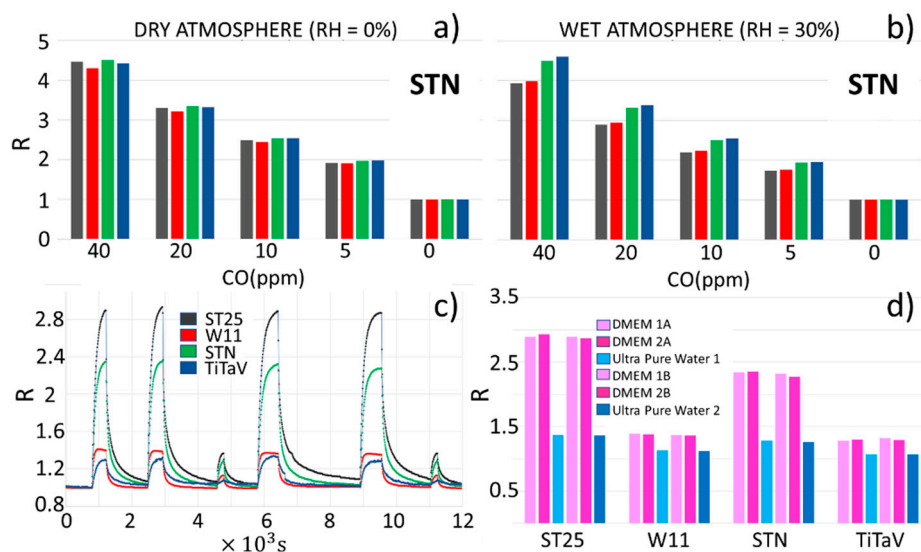 DRY ATMOSPHERE (RH = 0%) a)
STN
5
4
3
2
1
0
R
40 20 10 5 0
CO(ppm)
WET ATMOSPHERE (RH = 30%) b)
STN
40 20 10 5 0
CO(ppm)
c)
2.8
2.4
2.0
1.6
1.2
0.8
R
ST25
W11
STN
TiTaV
0 2 4 6 8 10 12
× 10³s
d)
3.5
2.5
1.5
0.5
R
DMEM 1A
DMEM 2A
Ultra Pure Water 1
DMEM 1B
DMEM 2B
Ultra Pure Water 2
ST25 W11 STN TiTaV